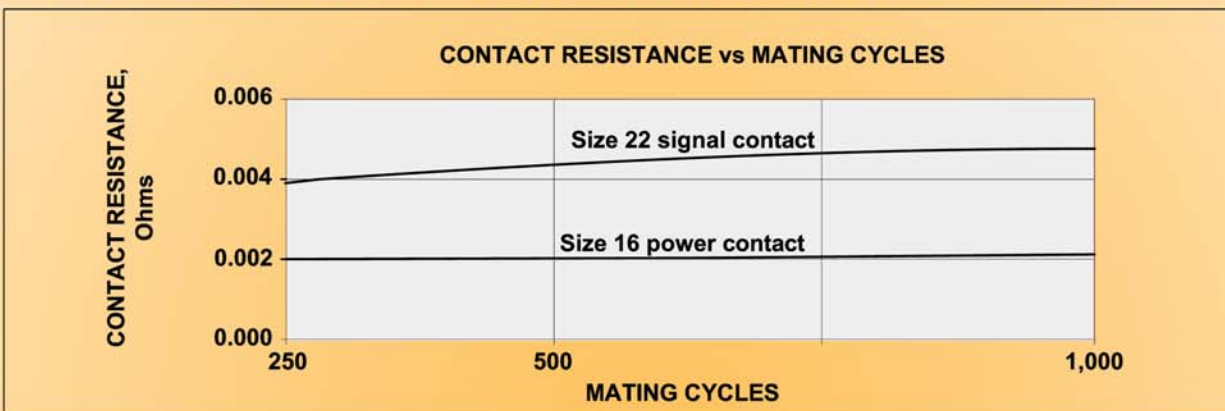 CONTACT RESISTANCE vs MATING CYCLES
CONTACT RESISTANCE,
Ohms
0.006
0.004
0.002
0.000
Size 22 signal contact
Size 16 power contact
250
500
1,000
MATING CYCLES